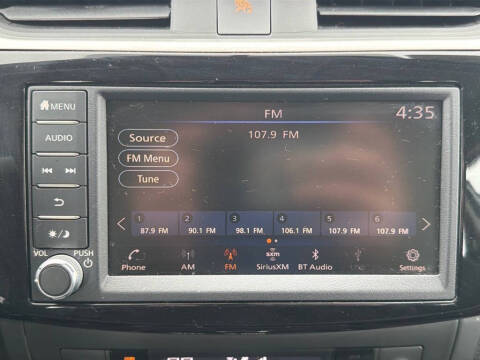 MENU
FM
4:35
107.9 FM
AUDIO
Source
FM Menu
Tune
1 2 3 4 5 6
87.9 FM 90.1 FM 98.1 FM 106.1 FM 107.9 FM 107.9 FM
VOL PUSH
Phone AM FM SiriusXM BT Audio Settings
sxm